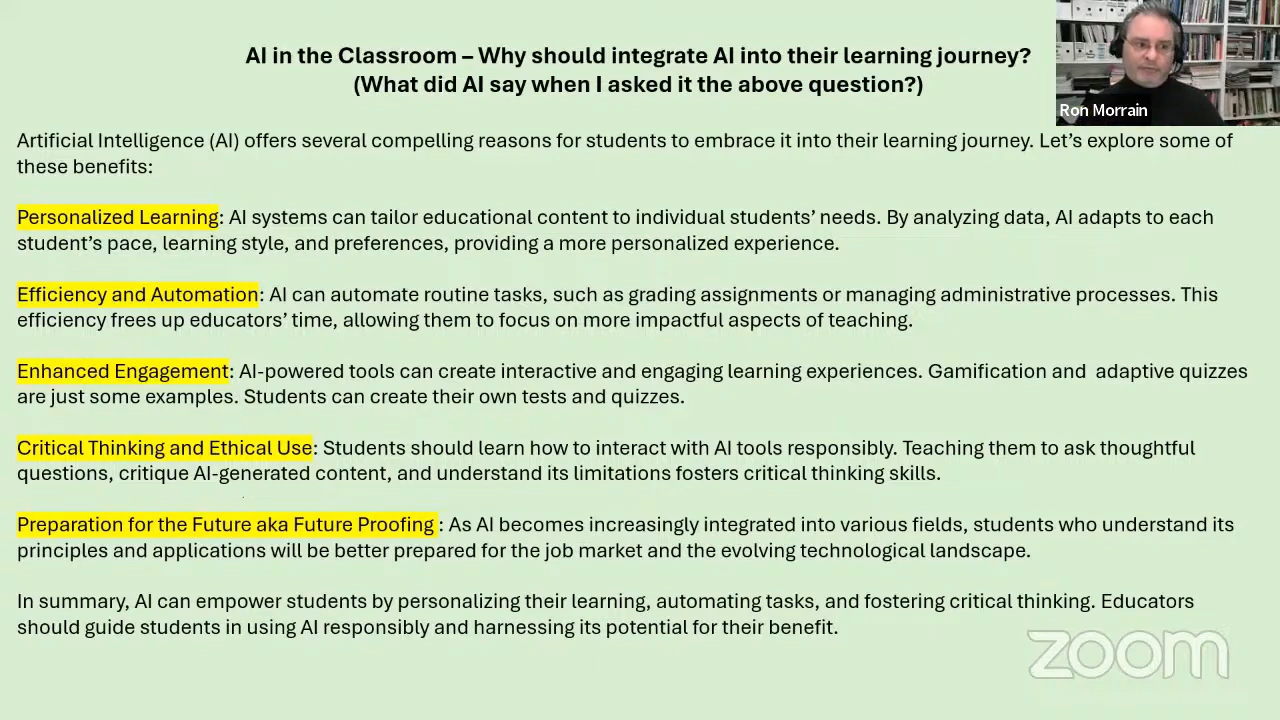 AI in the Classroom – Why should integrate AI into their learning journey?
(What did AI say when I asked it the above question?)
Ron Morrain
Artificial Intelligence (AI) offers several compelling reasons for students to embrace it into their learning journey. Let’s explore some of
these benefits:
Personalized Learning: AI systems can tailor educational content to individual students’ needs. By analyzing data, AI adapts to each
student’s pace, learning style, and preferences, providing a more personalized experience.
Efficiency and Automation: AI can automate routine tasks, such as grading assignments or managing administrative processes. This
efficiency frees up educators’ time, allowing them to focus on more impactful aspects of teaching.
Enhanced Engagement: AI-powered tools can create interactive and engaging learning experiences. Gamification and  adaptive quizzes
are just some examples. Students can create their own tests and quizzes.
Critical Thinking and Ethical Use: Students should learn how to interact with AI tools responsibly. Teaching them to ask thoughtful
questions, critique AI-generated content, and understand its limitations fosters critical thinking skills.
Preparation for the Future aka Future Proofing : As AI becomes increasingly integrated into various fields, students who understand its
principles and applications will be better prepared for the job market and the evolving technological landscape.
In summary, AI can empower students by personalizing their learning, automating tasks, and fostering critical thinking. Educators
should guide students in using AI responsibly and harnessing its potential for their benefit.
zoom